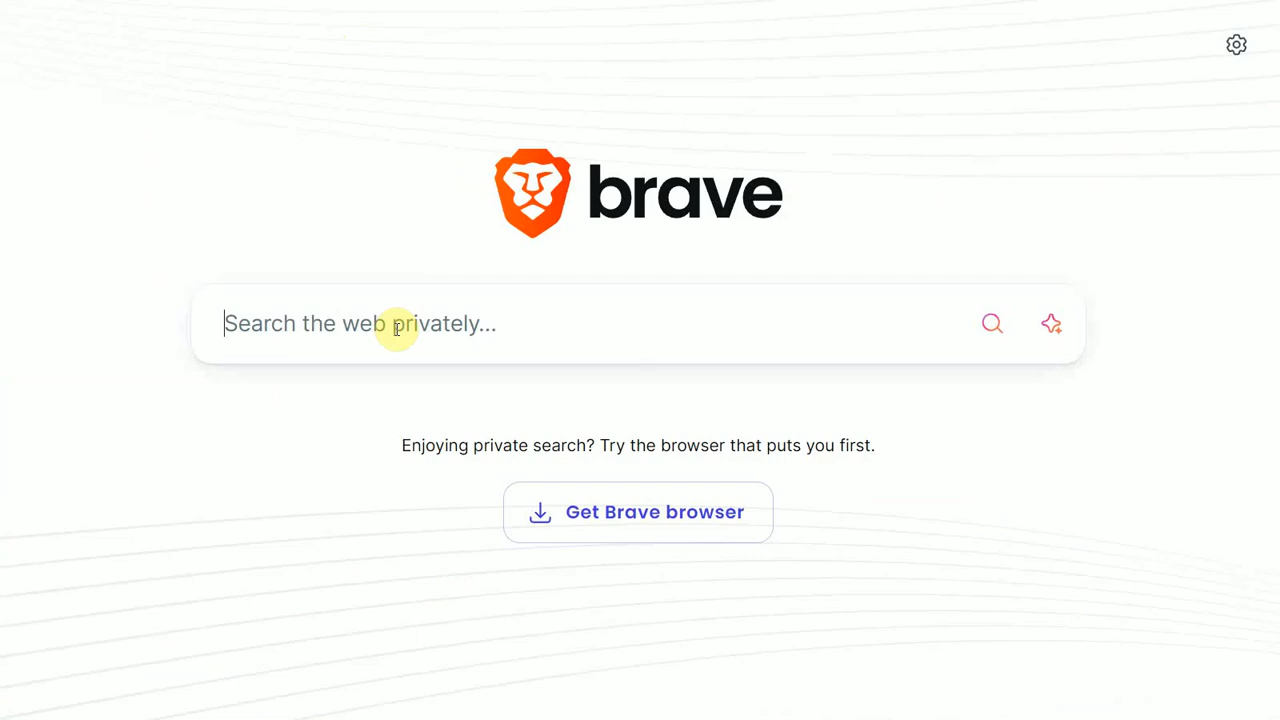 brave
Search the web privately...
Enjoying private search? Try the browser that puts you first.
Get Brave browser